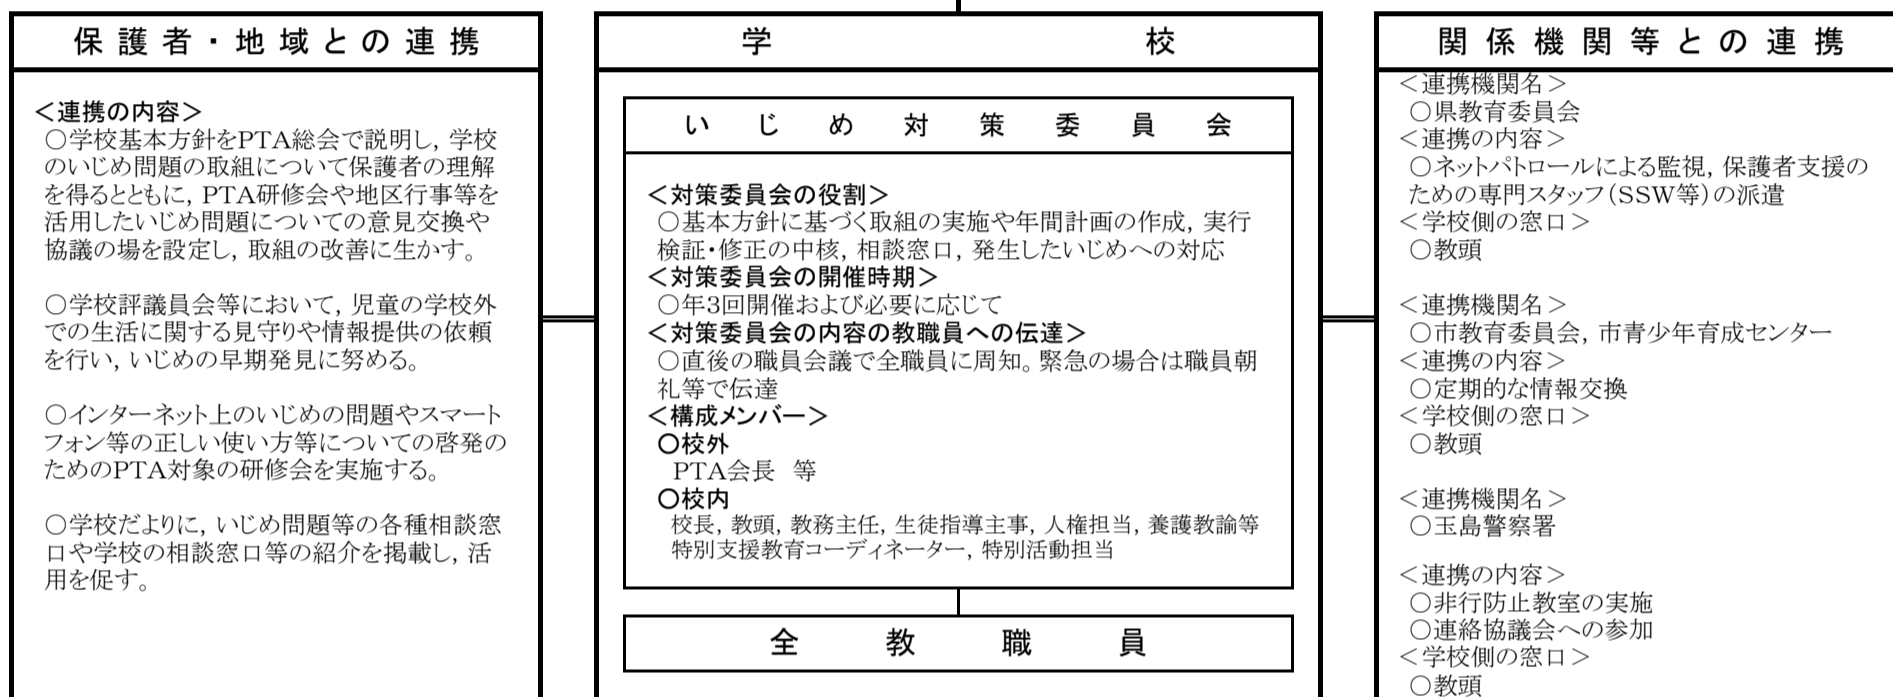 保護者・地域との連携
＜連携の内容＞
○学校基本方針をPTA総会で説明し，学校
のいじめ問題の取組について保護者の理解
を得るとともに，PTA研修会や地区行事等を
活用したいじめ問題についての意見交換や
協議の場を設定し，取組の改善に生かす。
○学校評議員会等において，児童の学校外
での生活に関する見守りや情報提供の依頼
を行い，いじめの早期発見に努める。
○インターネット上のいじめの問題やスマート
フォン等の正しい使い方等についての啓発の
ためのPTA対象の研修会を実施する。
○学校だよりに，いじめ問題等の各種相談窓
口や学校の相談窓口等の紹介を掲載し，活
用を促す。
学校
いじめ対策委員会
＜対策委員会の役割＞
○基本方針に基づく取組の実施や年間計画の作成，実行
検証・修正の中核，相談窓口，発生したいじめへの対応
＜対策委員会の開催時期＞
○年3回開催および必要に応じて
＜対策委員会の内容の教職員への伝達＞
○直後の職員会議で全職員に周知。緊急の場合は職員朝
礼等で伝達
＜構成メンバー＞
○校外
PTA会長　等
○校内
校長，教頭，教務主任，生徒指導主事，人権担当，養護教諭等
特別支援教育コーディネーター，特別活動担当
全教職員
関係機関等との連携
＜連携機関名＞
○県教育委員会
＜連携の内容＞
○ネットパトロールによる監視，保護者支援の
ための専門スタッフ（SSW等）の派遣
＜学校側の窓口＞
○教頭
＜連携機関名＞
○市教育委員会，市青少年育成センター
＜連携の内容＞
○定期的な情報交換
＜学校側の窓口＞
○教頭
＜連携機関名＞
○玉島警察署
＜連携の内容＞
○非行防止教室の実施
○連絡協議会への参加
＜学校側の窓口＞
○教頭